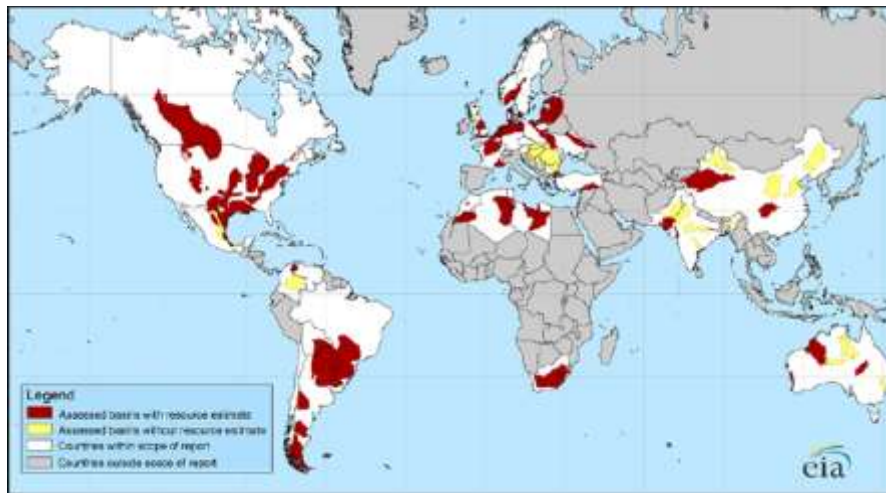 Legend
Assessed basins with resource estimate
Assessed basins without resource estimate
Countries within scope of report
Countries outside scope of report
eia